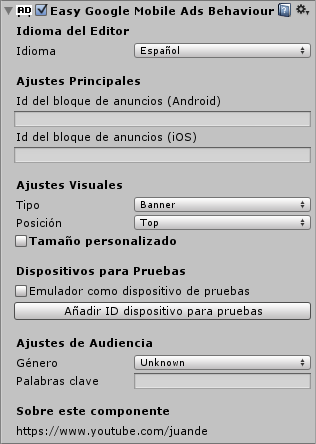 AD Easy Google Mobile Ads Behaviour
Idioma del Editor
Idioma Español
Ajustes Principales
Id del bloque de anuncios (Android)
Id del bloque de anuncios (iOS)
Ajustes Visuales
Tipo Banner
Posición Top
Tamaño personalizado
Dispositivos para Pruebas
Emulador como dispositivo de pruebas
Añadir ID dispositivo para pruebas
Ajustes de Audiencia
Género Unknown
Palabras clave
Sobre este componente
https://www.youtube.com/juande